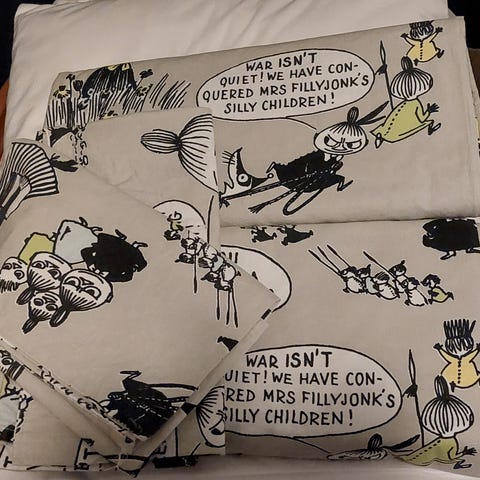 WAR ISN'T
QUIET! WE HAVE CON-
QUERED MRS FILLYJONK'S
SILLY CHILDREN!
WAR ISN'T
QUIET! WE HAVE CON-
RED MRS FILLYJONK'S
SILLY CHILDREN!